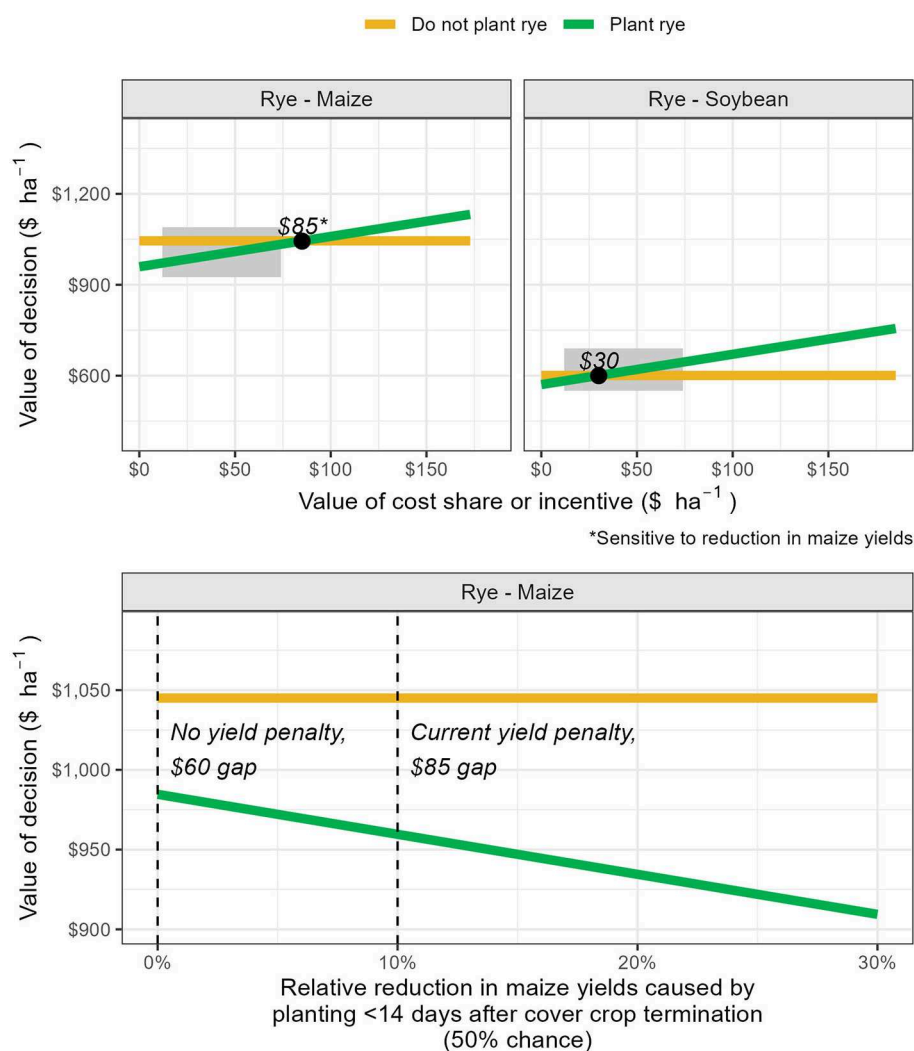 Do not plant rye Plant rye
Rye - Maize Rye - Soybean
Value of decision ($ ha⁻¹ )
$1,200
$900
$600
$85*
$30
$0 $50 $100 $150 $0 $50 $100 $150
Value of cost share or incentive ($ ha⁻¹ )
*Sensitive to reduction in maize yields
Rye - Maize
Value of decision ($ ha⁻¹ )
$1,050
$1,000
$950
$900
No yield penalty, Current yield penalty,
$60 gap $85 gap
0% 10% 20% 30%
Relative reduction in maize yields caused by
planting <14 days after cover crop termination
(50% chance)